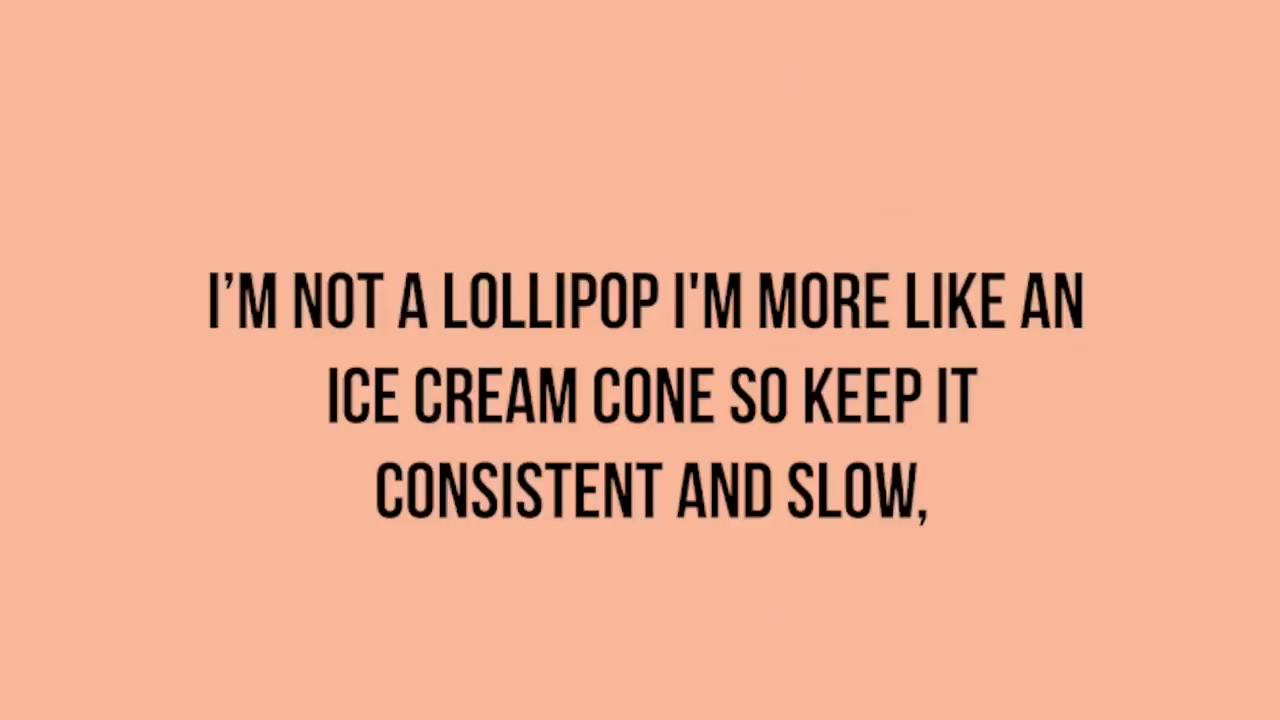 I’M NOT A LOLLIPOP I'M MORE LIKE AN
ICE CREAM CONE SO KEEP IT
CONSISTENT AND SLOW,